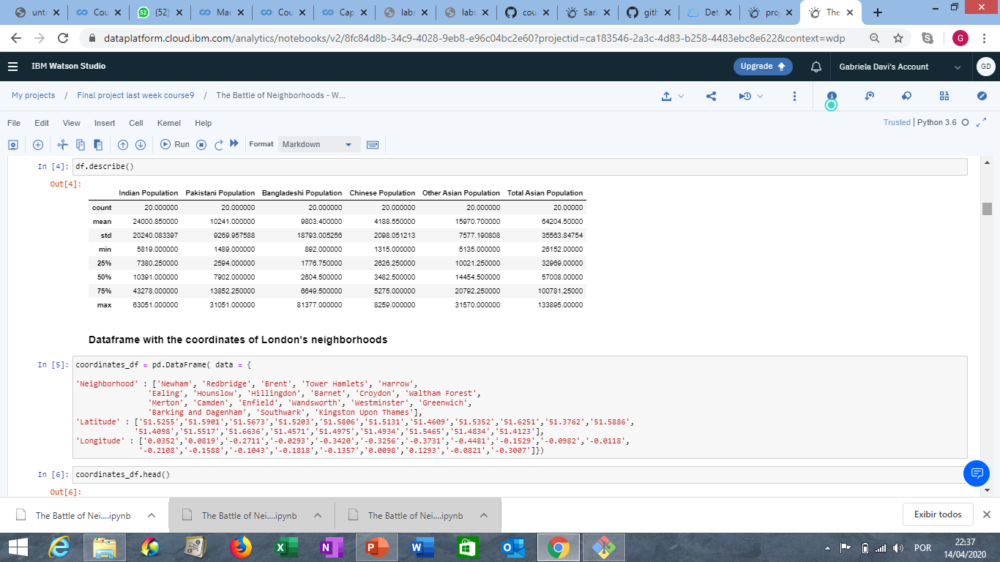 unti
Cou
(52)
Mac
Cou
Cap
labs
labs
cou
Sari
gith
Det
pro
The
dataplatform.cloud.ibm.com/analytics/notebooks/v2/8fc84d8b-34c9-4028-9eb8-e96c04bc2e60?projectid=ca183546-2a3c-4d83-b258-4483ebc8e622&context=wdp
G
IBM Watson Studio
Upgrade
Gabriela Davi's Account
GD
My projects / Final project last week course9 / The Battle of Neighborhoods - W...
File Edit View Insert Cell Kernel Help
Trusted | Python 3.6
Run
Format
Markdown
In [4]: df.describe()
Out[4]:
Indian Population Pakistani Population Bangladeshi Population Chinese Population Other Asian Population Total Asian Population
count 20.000000 20.000000 20.000000 20.000000 20.000000 20.00000
mean 24000.850000 10241.000000 9803.400000 4188.550000 15970.700000 64204.50000
std 20240.083397 9269.957588 18793.005256 2098.051213 7577.190808 35563.84754
min 5819.000000 1489.000000 892.000000 1315.000000 5135.000000 26152.00000
25% 7380.250000 2594.000000 1776.750000 2626.250000 10021.250000 32969.00000
50% 10391.000000 7902.000000 2604.500000 3482.500000 14454.500000 57008.00000
75% 43278.000000 13852.250000 6649.500000 5275.000000 20792.250000 100781.25000
max 63051.000000 31051.000000 81377.000000 8259.000000 31570.000000 133895.00000
Dataframe with the coordinates of London's neighborhoods
In [5]: coordinates_df = pd.DataFrame( data = {
'Neighborhood' : ['Newham', 'Redbridge', 'Brent', 'Tower Hamlets', 'Harrow',
'Ealing', 'Hounslow', 'Hillingdon', 'Barnet', 'Croydon', 'Waltham Forest',
'Merton', 'Camden', 'Enfield', 'Wandsworth', 'Westminster', 'Greenwich',
'Barking and Dagenham', 'Southwark', 'Kingston Upon Thames'],
'Latitude' : ['51.5255','51.5901','51.5673','51.5203','51.5806','51.5131','51.4609','51.5352','51.6251','51.3762','51.5886',
'51.4098','51.5517','51.6636','51.4571','51.4975','51.4934','51.5465','51.4834','51.4123'],
'Longitude' : ['0.0352','0.0819','-0.2711','-0.0293','-0.3420','-0.3256','-0.3731','-0.4481','-0.1529','-0.0982','-0.0118',
'-0.2108','-0.1588','-0.1043','-0.1818','-0.1357','0.0098','0.1293','-0.0821','-0.3007']})
In [6]: coordinates_df.head()
Out[6]:
The Battle of Nei....ipynb
The Battle of Nei....ipynb
The Battle of Nei....ipynb
Exibir todos
POR
22:37
14/04/2020